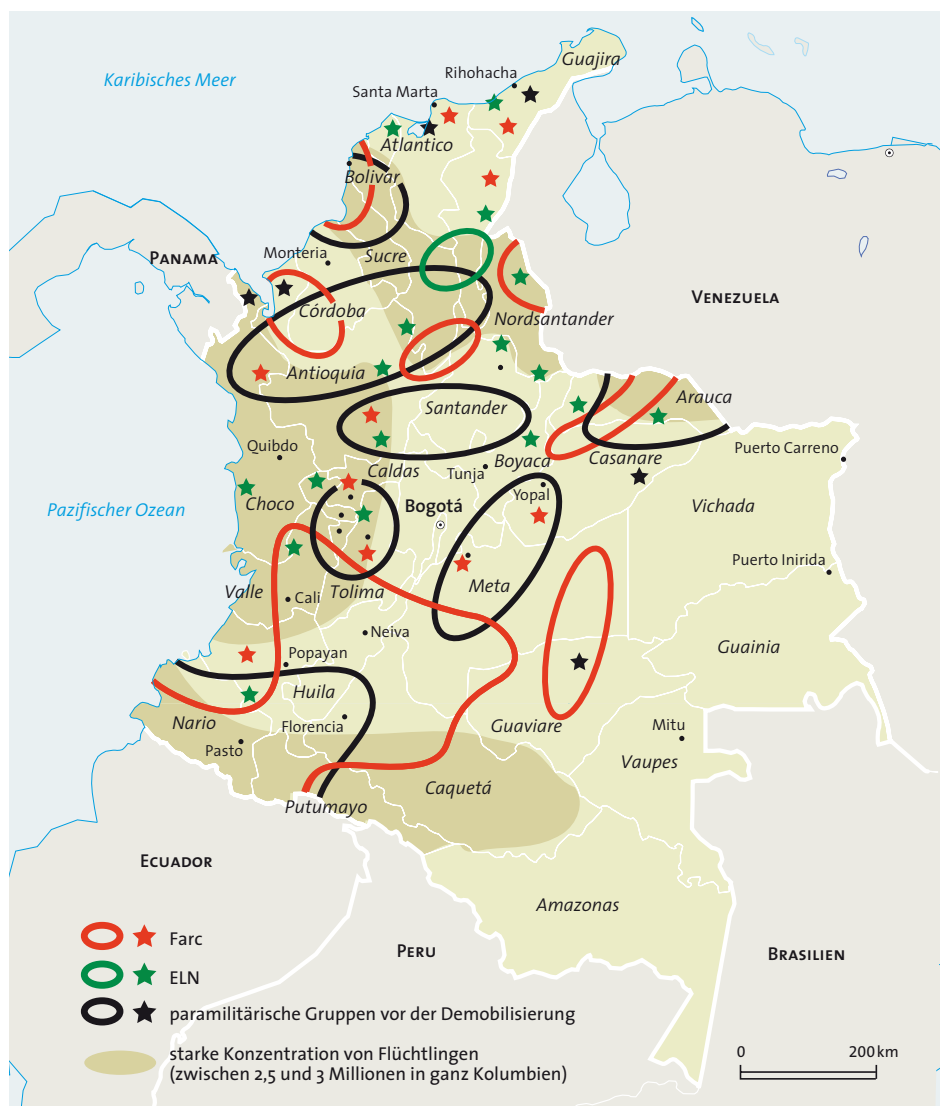 Karibisches Meer
Guajira
Rihohacha
Santa Marta
Atlantico
Bolivar
Monteria
Sucre
PANAMA
VENEZUELA
Córdoba
Nordsantander
Antioquia
Arauca
Santander
Quibdo
Caldas
Tunja
Boyaca
Casanare
Puerto Carreno
Choco
Bogotá
Yopal
Vichada
Pazifischer Ozean
Puerto Inirida
Valle
Cali
Tolima
Meta
Neiva
Guainia
Popayan
Huila
Nario
Florencia
Guaviare
Mitu
Pasto
Vaupes
Caquetá
Putumayo
ECUADOR
Amazonas
PERU
BRASILIEN
Farc
ELN
paramilitärische Gruppen vor der Demobilisierung
starke Konzentration von Flüchtlingen
(zwischen 2,5 und 3 Millionen in ganz Kolumbien)
0 200 km